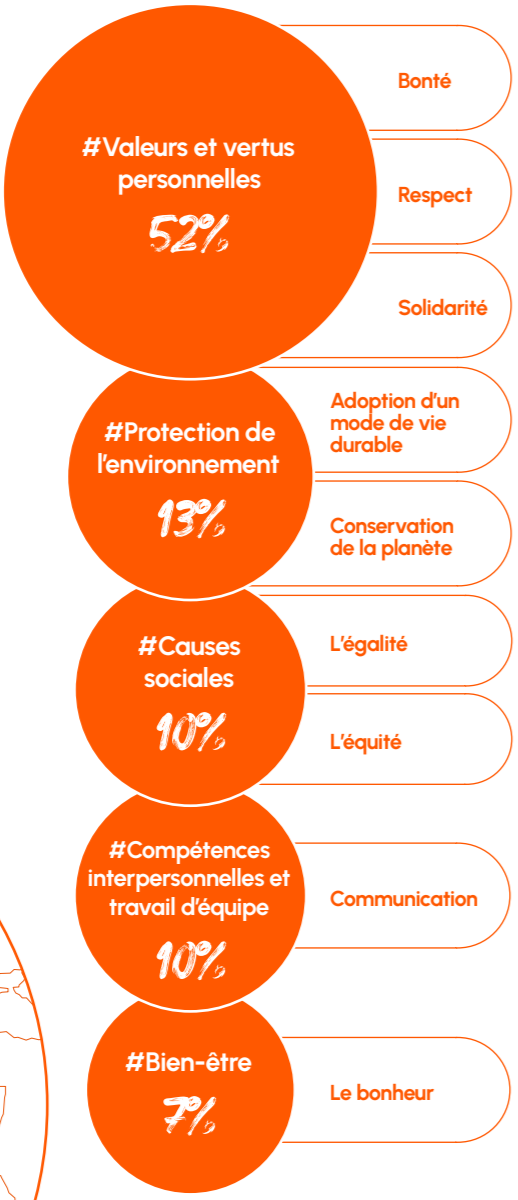 #Valeurs et vertus
personnelles
52%
Bonté
Respect
Solidarité
#Protection de
l'environnement
13%
Adoption d'un
mode de vie
durable
Conservation
de la planète
#Causes
sociales
10%
L'égalité
L'équité
#Compétences
interpersonnelles et
travail d'équipe
10%
Communication
#Bien-être
7%
Le bonheur